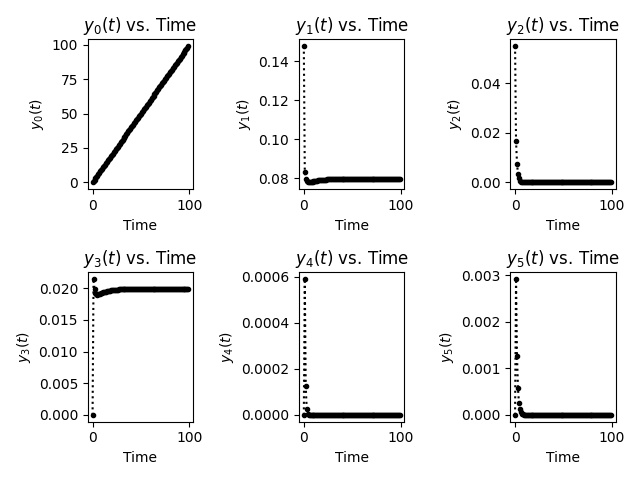 y₀(t) vs. Time
100
75
50
25
0
y₀(t)
0 100
Time
y₁(t) vs. Time
0.14
0.12
0.10
0.08
y₁(t)
0 100
Time
y₂(t) vs. Time
0.04
0.02
0.00
y₂(t)
0 100
Time
y₃(t) vs. Time
0.020
0.015
0.010
0.005
0.000
y₃(t)
0 100
Time
y₄(t) vs. Time
0.0006
0.0004
0.0002
0.0000
y₄(t)
0 100
Time
y₅(t) vs. Time
0.003
0.002
0.001
0.000
y₅(t)
0 100
Time